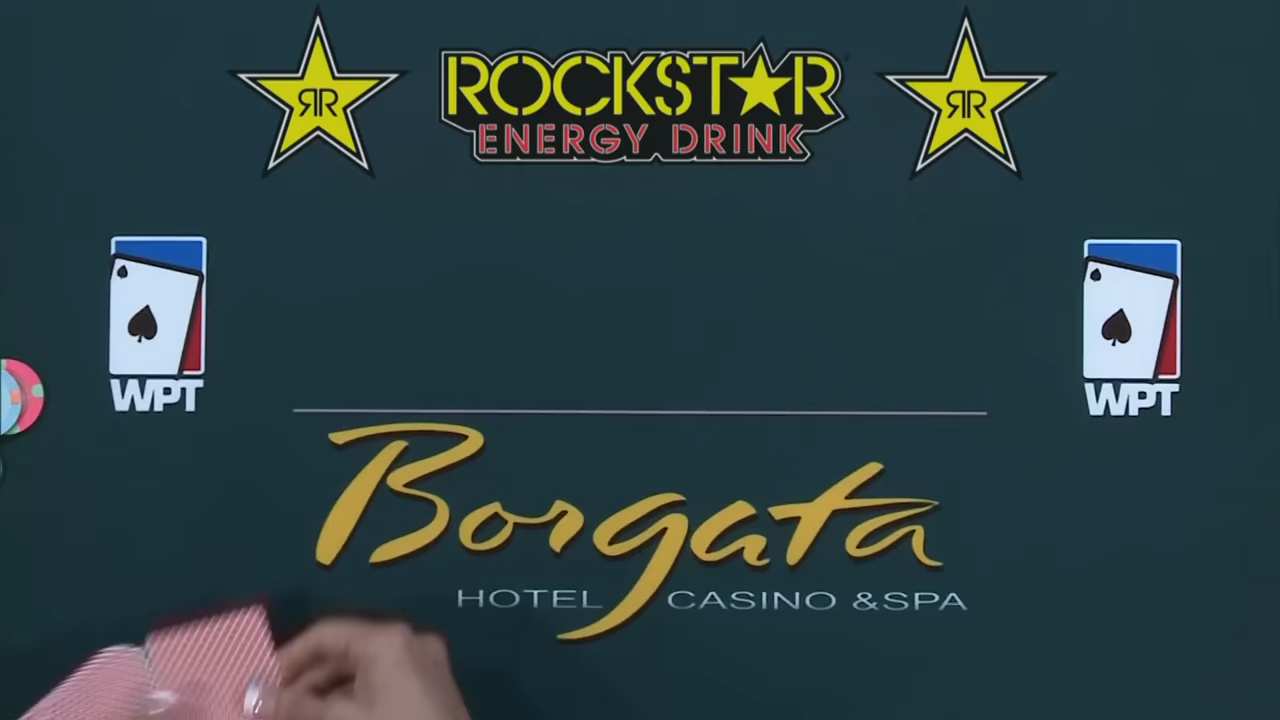 ROCKSTAR
ENERGY DRINK
WPT
WPT
Borgata
HOTEL CASINO &SPA